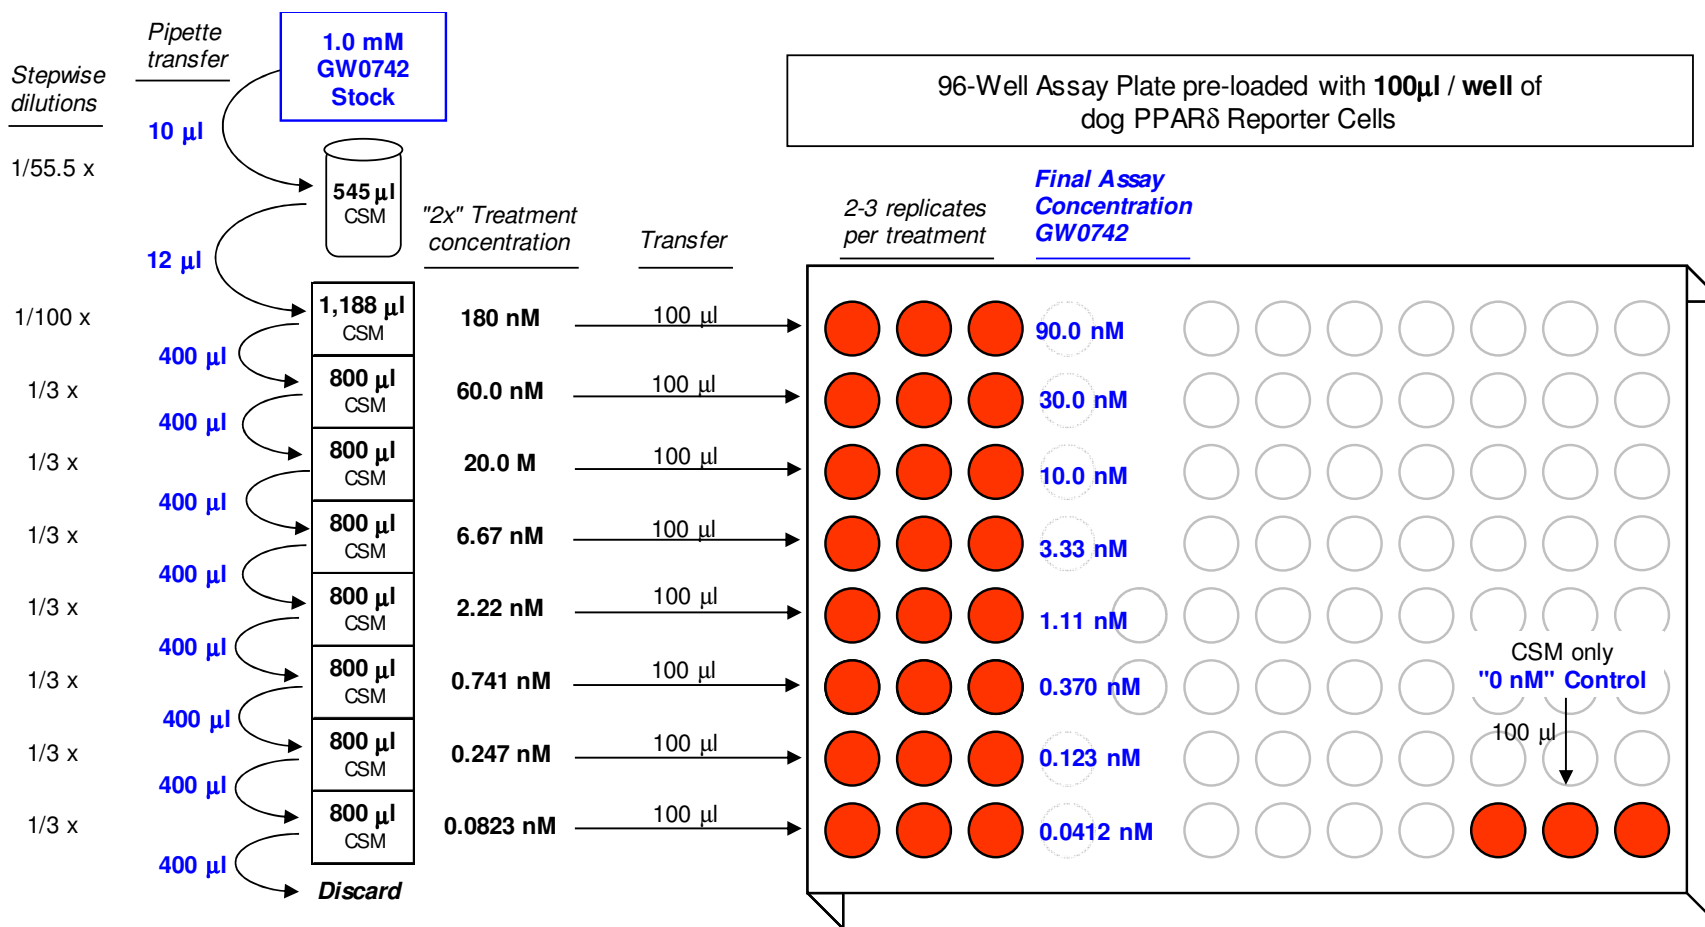 Stepwise
dilutions
Pipette
transfer
1.0 mM
GW0742
Stock
96-Well Assay Plate pre-loaded with 100μl / well of
dog PPARδ Reporter Cells
10 μl
1/55.5 x
545 μl
CSM
12 μl
"2x" Treatment
concentration
Transfer
2-3 replicates
per treatment
Final Assay
Concentration
GW0742
1/100 x
1,188 μl
CSM
180 nM
100 μl
90.0 nM
400 μl
1/3 x
800 μl
CSM
60.0 nM
100 μl
30.0 nM
400 μl
1/3 x
800 μl
CSM
20.0 M
100 μl
10.0 nM
400 μl
1/3 x
800 μl
CSM
6.67 nM
100 μl
3.33 nM
400 μl
1/3 x
800 μl
CSM
2.22 nM
100 μl
1.11 nM
400 μl
1/3 x
800 μl
CSM
0.741 nM
100 μl
0.370 nM
CSM only
"0 nM" Control
100 μl
400 μl
1/3 x
800 μl
CSM
0.247 nM
100 μl
0.123 nM
400 μl
1/3 x
800 μl
CSM
0.0823 nM
100 μl
0.0412 nM
400 μl
Discard